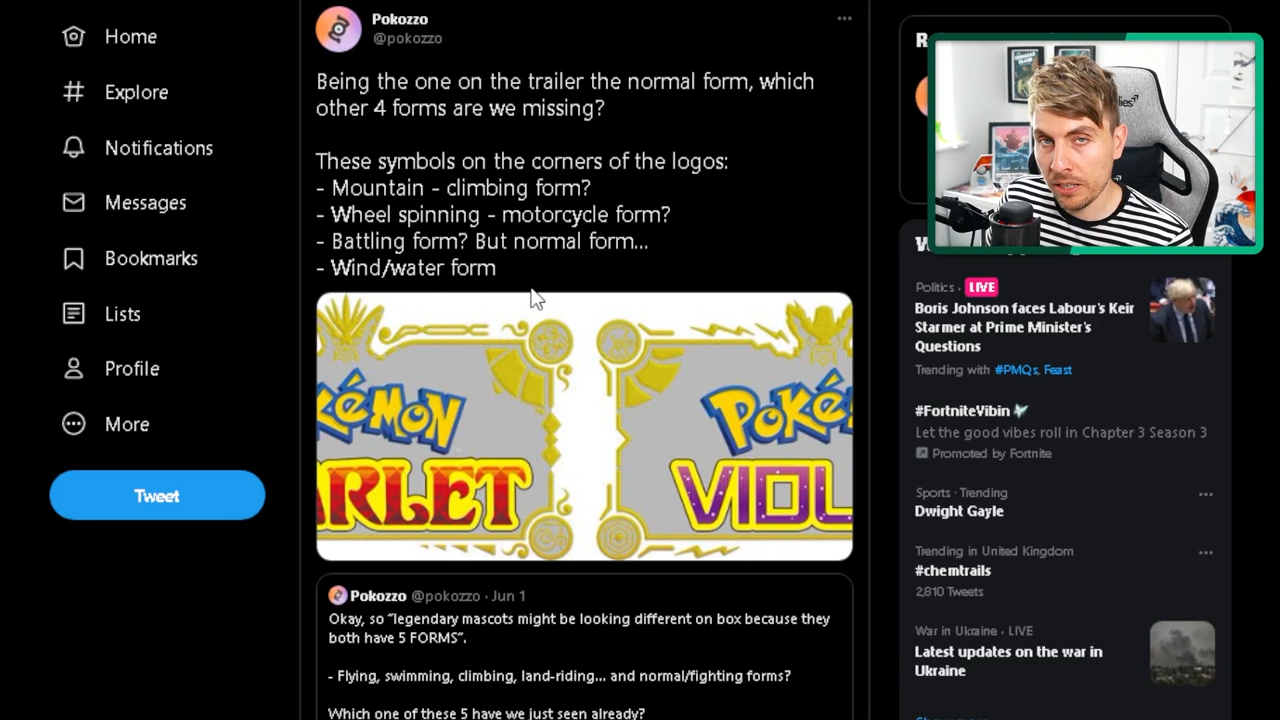 Home
Explore
Notifications
Messages
Bookmarks
Lists
Profile
More
Tweet
Pokozzo
@pokozzo
Being the one on the trailer the normal form, which
other 4 forms are we missing?
These symbols on the corners of the logos:
- Mountain - climbing form?
- Wheel spinning - motorcycle form?
- Battling form? But normal form...
- Wind/water form
KÉMON
ARLET
POKÉ
VIOL
Pokozzo @pokozzo · Jun 1
Okay, so "legendary mascots might be looking different on box because they
both have 5 FORMS".
- Flying, swimming, climbing, land-riding... and normal/fighting forms?
Which one of these 5 have we just seen already?
Politics · LIVE
Boris Johnson faces Labour's Keir
Starmer at Prime Minister's
Questions
Trending with #PMQs, Feast
#FortniteVibin
Let the good vibes roll in Chapter 3 Season 3
Promoted by Fortnite
Sports · Trending
Dwight Gayle
Trending in United Kingdom
#chemtrails
2,810 Tweets
War in Ukraine · LIVE
Latest updates on the war in
Ukraine